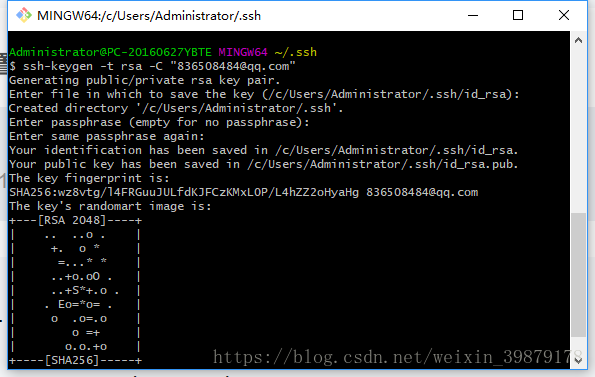 MINGW64:/c/Users/Administrator/.ssh
Administrator@PC-20160627YBTE MINGW64 ~/.ssh
$ ssh-keygen -t rsa -C "836508484@qq.com"
Generating public/private rsa key pair.
Enter file in which to save the key (/c/Users/Administrator/.ssh/id_rsa):
Created directory '/c/Users/Administrator/.ssh'.
Enter passphrase (empty for no passphrase):
Enter same passphrase again:
Your identification has been saved in /c/Users/Administrator/.ssh/id_rsa.
Your public key has been saved in /c/Users/Administrator/.ssh/id_rsa.pub.
The key fingerprint is:
SHA256:wz8vtg/l4FRGuuJULfdKJFCzKMxLOP/L4hZZ2oHyaHg 836508484@qq.com
The key's randomart image is:
+---[RSA 2048]----+
|    ..  ..o .    |
|     +.  o *     |
|      =...* *    |
|     ..+o.oO .   |
|     ..+S*+.o .  |
|    . Eo=*o= .   |
|     o  .o=.o    |
|        o =+     |
|       o.o.+o    |
+----[SHA256]-----+
https://blog.csdn.net/weixin_39879178